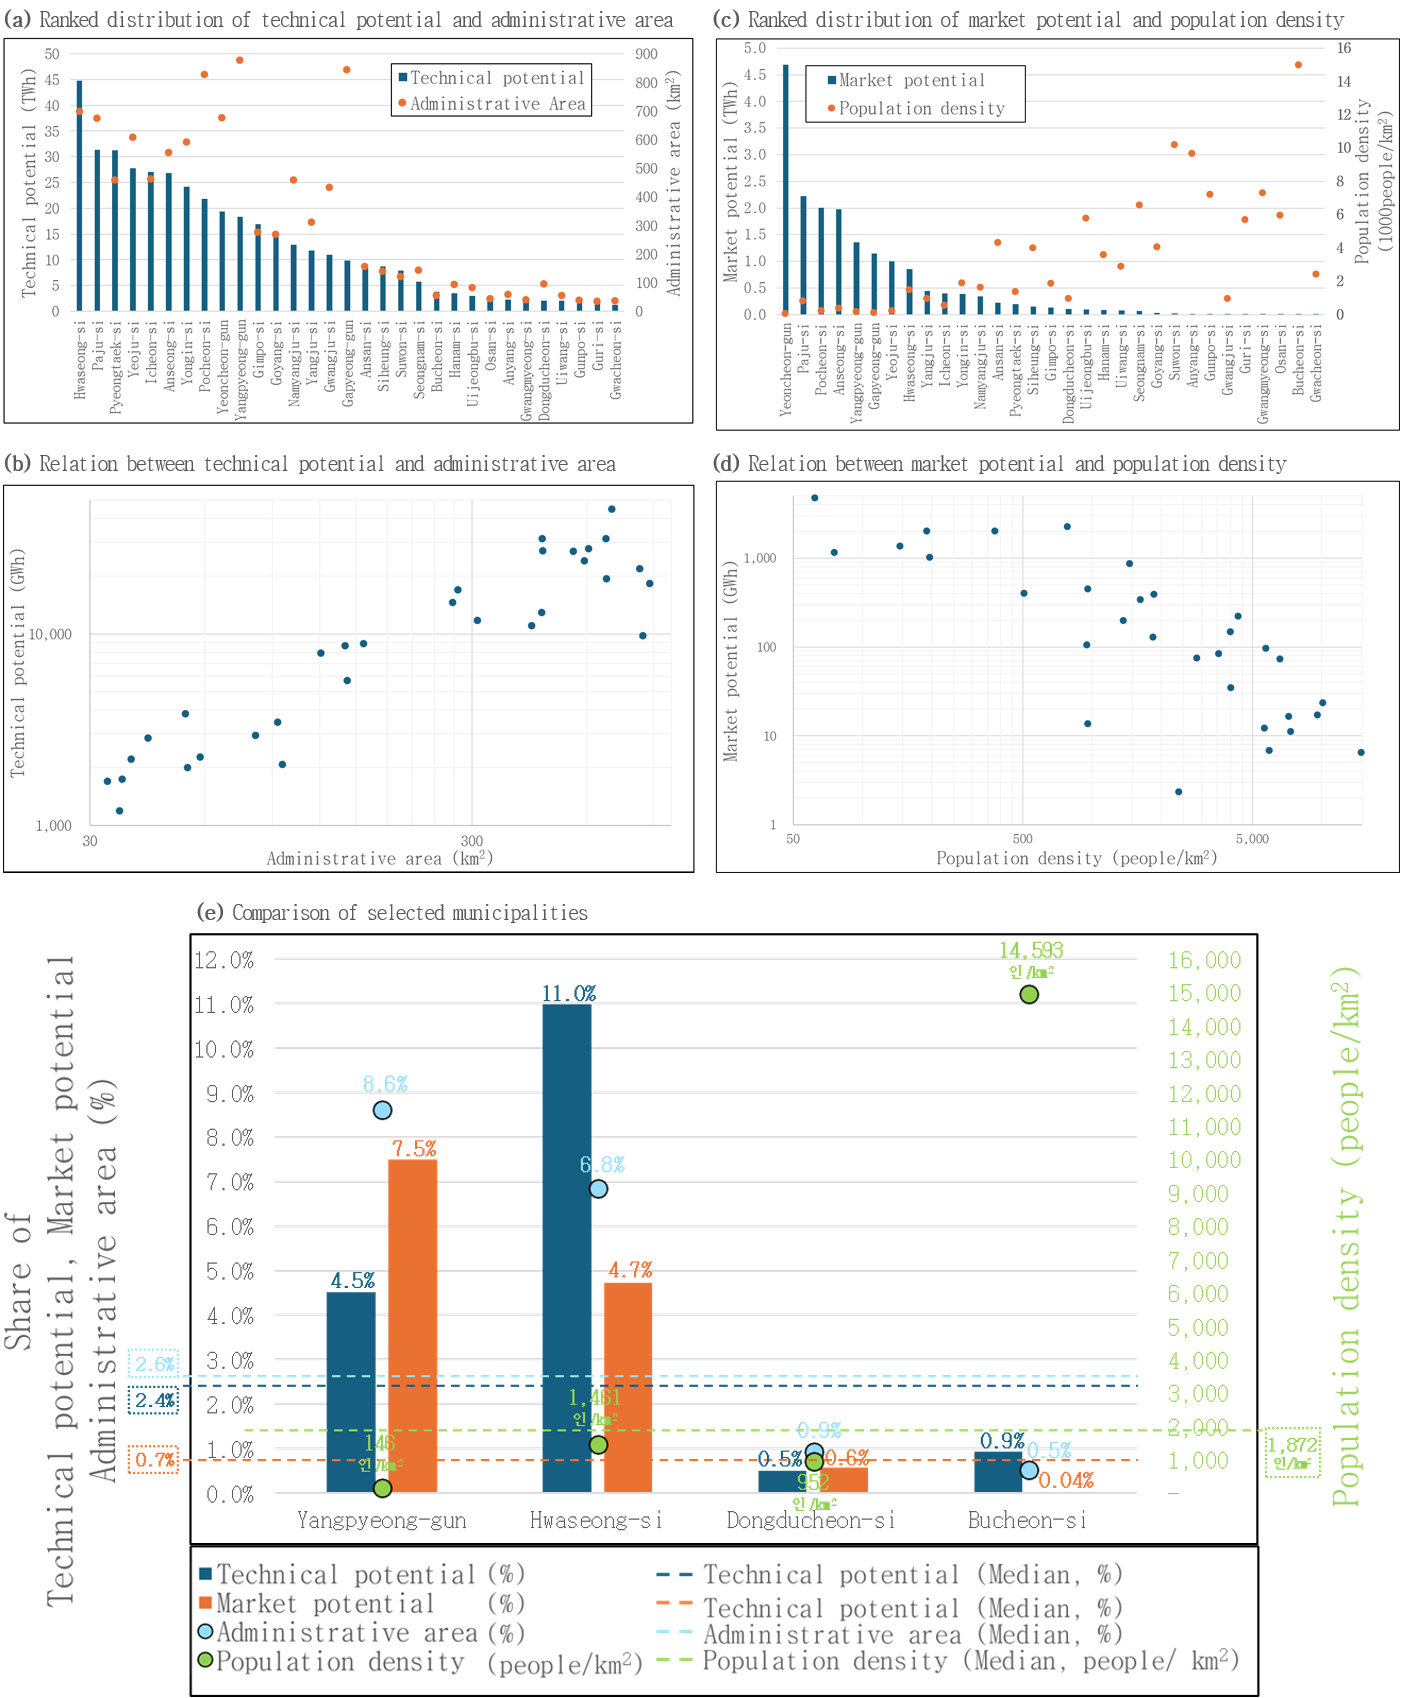 (a) Ranked distribution of technical potential and administrative area
Technical potential (TWh)
50
45
40
35
30
25
20
15
10
5
0
Technical potential
Administrative Area
900
800
700
600
500
400
300
200
100
0
Administrative area (km²)
Hwaseong-si
Paju-si
Pyeongtaek-si
Yeoju-si
Icheon-si
Anseong-si
Yongin-si
Pocheon-si
Yeoncheon-gun
Yangpyeong-gun
Gimpo-si
Goyang-si
Namyangju-si
Yangju-si
Gwangju-si
Gapyeong-gun
Ansan-si
Siheung-si
Suwon-si
Seongnam-si
Bucheon-si
Hanam-si
Uijeongbu-si
Osan-si
Anyang-si
Gwangmyeong-si
Dongducheon-si
Uiwang-si
Gunpo-si
Guri-si
Gwacheon-si
(c) Ranked distribution of market potential and population density
Market potential (TWh)
5.0
4.5
4.0
3.5
3.0
2.5
2.0
1.5
1.0
0.5
0.0
Market potential
Population density
16
14
12
10
8
6
4
2
0
Population density
(1000people/km²)
Yeoncheon-gun
Paju-si
Pocheon-si
Anseong-si
Yangpyeong-gun
Gapyeong-gun
Yeoju-si
Hwaseong-si
Yangju-si
Icheon-si
Yongin-si
Namyangju-si
Ansan-si
Pyeongtaek-si
Siheung-si
Gimpo-si
Dongducheon-si
Uijeongbu-si
Hanam-si
Uiwang-si
Seongnam-si
Goyang-si
Suwon-si
Anyang-si
Gunpo-si
Gwangju-si
Guri-si
Gwangmyeong-si
Osan-si
Bucheon-si
Gwacheon-si
(b) Relation between technical potential and administrative area
Technical potential (GWh)
10,000
1,000
30
300
Administrative area (km²)
(d) Relation between market potential and population density
Market potential (GWh)
1,000
100
10
1
50
500
5,000
Population density (people/km²)
(e) Comparison of selected municipalities
Share of
Technical potential, Market potential
Administrative area (%)
12.0%
11.0%
10.0%
9.0%
8.0%
7.0%
6.0%
5.0%
4.0%
3.0%
2.0%
1.0%
0.0%
2.6%
2.4%
0.7%
8.6%
7.5%
4.5%
146
인/km²
11.0%
6.8%
4.7%
1,461
인/km²
0.9%
0.5%
0.6%
952
인/km²
14,593
인/km²
0.9%
0.5%
0.04%
Yangpyeong-gun
Hwaseong-si
Dongducheon-si
Bucheon-si
16,000
15,000
14,000
13,000
12,000
11,000
10,000
9,000
8,000
7,000
6,000
5,000
4,000
3,000
2,000
1,000
–
1,872
인/km²
Population density (people/km²)
Technical potential (%)
Market potential (%)
Administrative area (%)
Population density (people/km²)
Technical potential (Median, %)
Technical potential (Median, %)
Administrative area (Median, %)
Population density (Median, people/ km²)